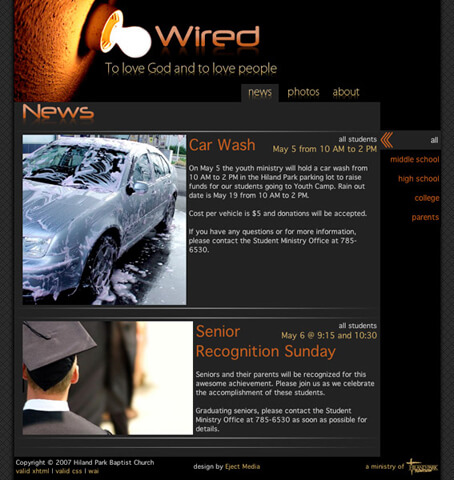 Wired
To love God and to love people
news photos about
News
Car Wash
all students
May 5 from 10 AM to 2 PM
On May 5 the youth ministry will hold a car wash from
10 AM to 2 PM in the Hiland Park parking lot to raise
funds for our students going to Youth Camp. Rain out
date is May 19 from 10 AM to 2 PM.
Cost per vehicle is $5 and donations will be accepted.
If you have any questions or for more information,
please contact the Student Ministry Office at 785-
6530.
all
middle school
high school
college
parents
Senior
Recognition Sunday
all students
May 6 @ 9:15 and 10:30
Seniors and their parents will be recognized for this
awesome achievement. Please join us as we celebrate
the accomplishment of these students.
Graduating seniors, please contact the Student
Ministry Office at 785-6530 as soon as possible for
details.
Copyright © 2007 Hiland Park Baptist Church
valid xhtml | valid css | wai
design by Eject Media
a ministry of